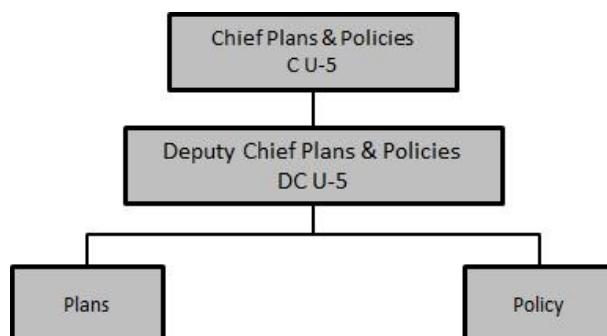 Chief Plans & Policies
C U-5
Deputy Chief Plans & Policies
DC U-5
Plans
Policy